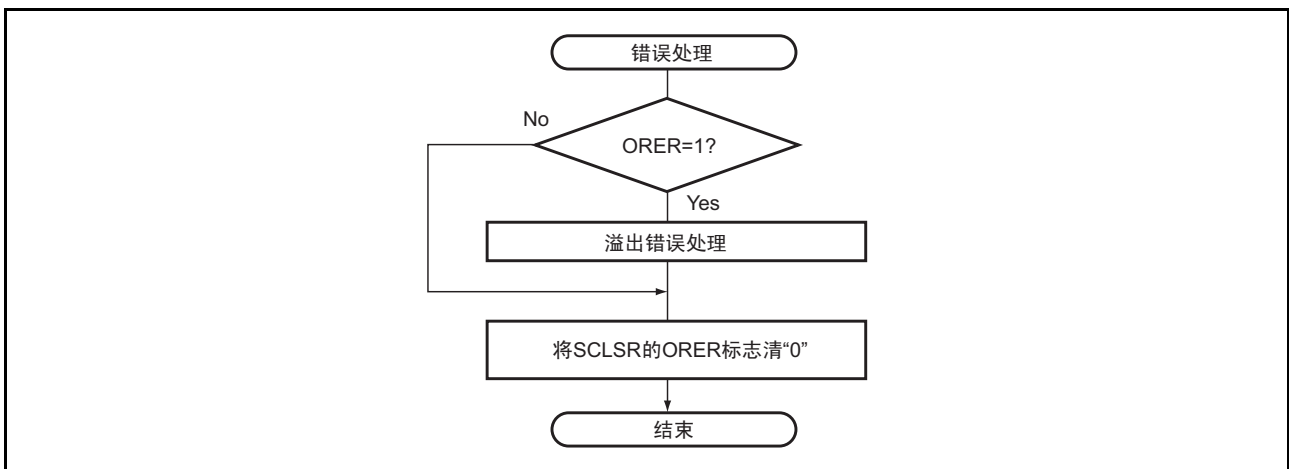 错误处理
No
ORER=1?
Yes
溢出错误处理
将SCLSR的ORER标志清“0”
结束